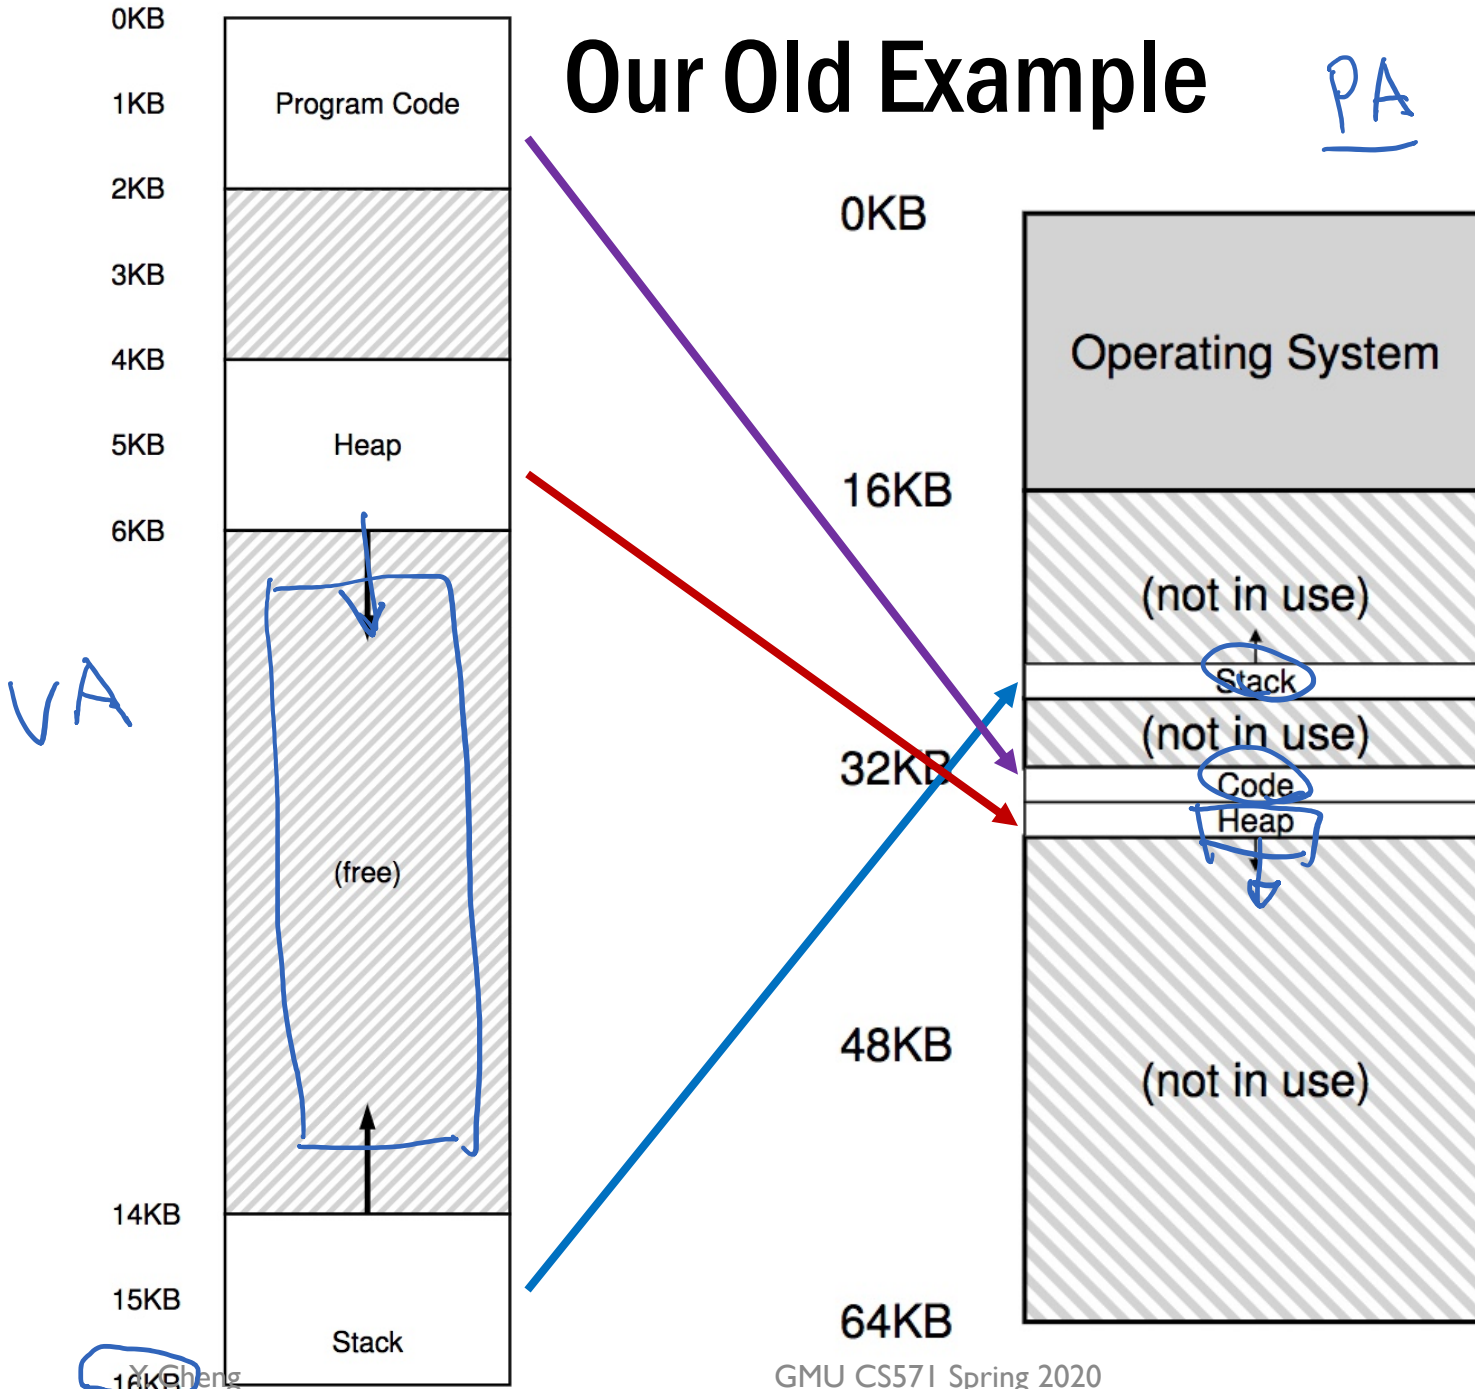 Our Old Example
PA
VA
0KB
1KB
Program Code
2KB
3KB
4KB
5KB
Heap
6KB
(free)
14KB
15KB
Stack
16KB
0KB
Operating System
16KB
(not in use)
Stack
(not in use)
32KB
Code
Heap
48KB
(not in use)
64KB
Y. Cheng
GMU CS571 Spring 2020